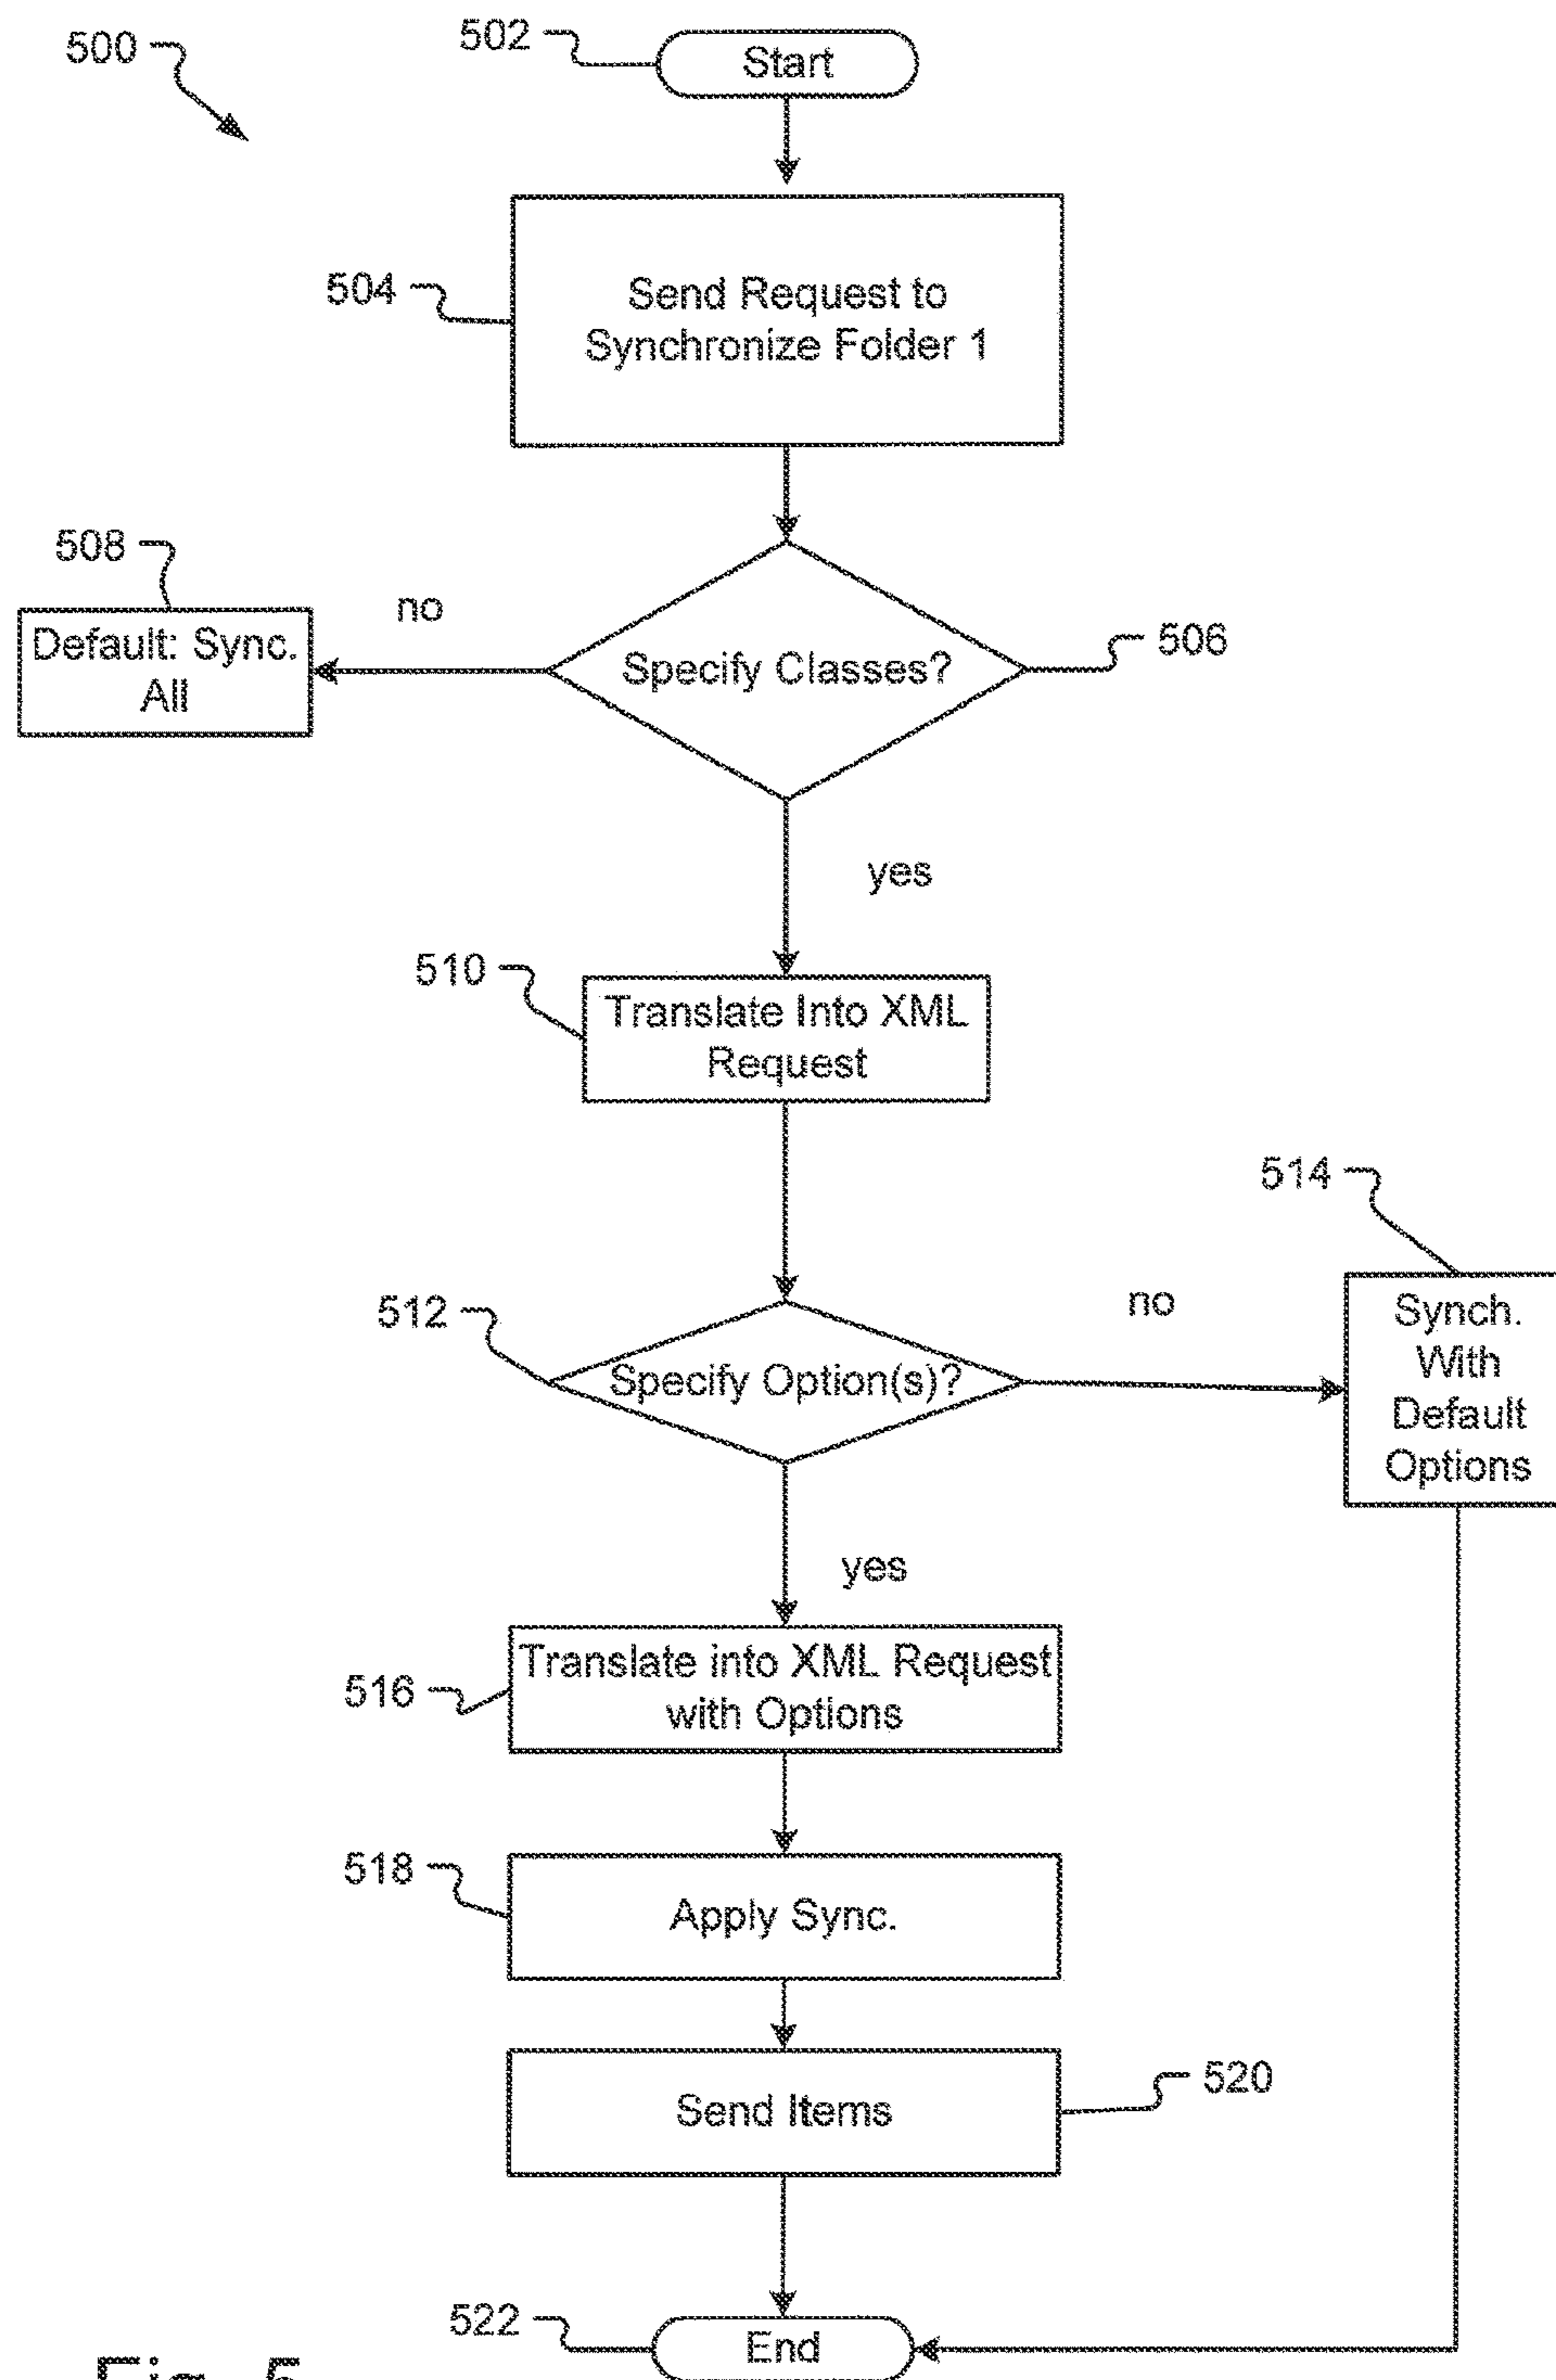 500
502
Start
504
Send Request to
Synchronize Folder 1
508
no
Default: Sync.
All
Specify Classes?
506
yes
510
Translate Into XML
Request
514
512
no
Specify Option(s)?
Synch.
With
Default
Options
yes
516
Translate into XML Request
with Options
518
Apply Sync.
520
Send Items
522
End
Fig. 5